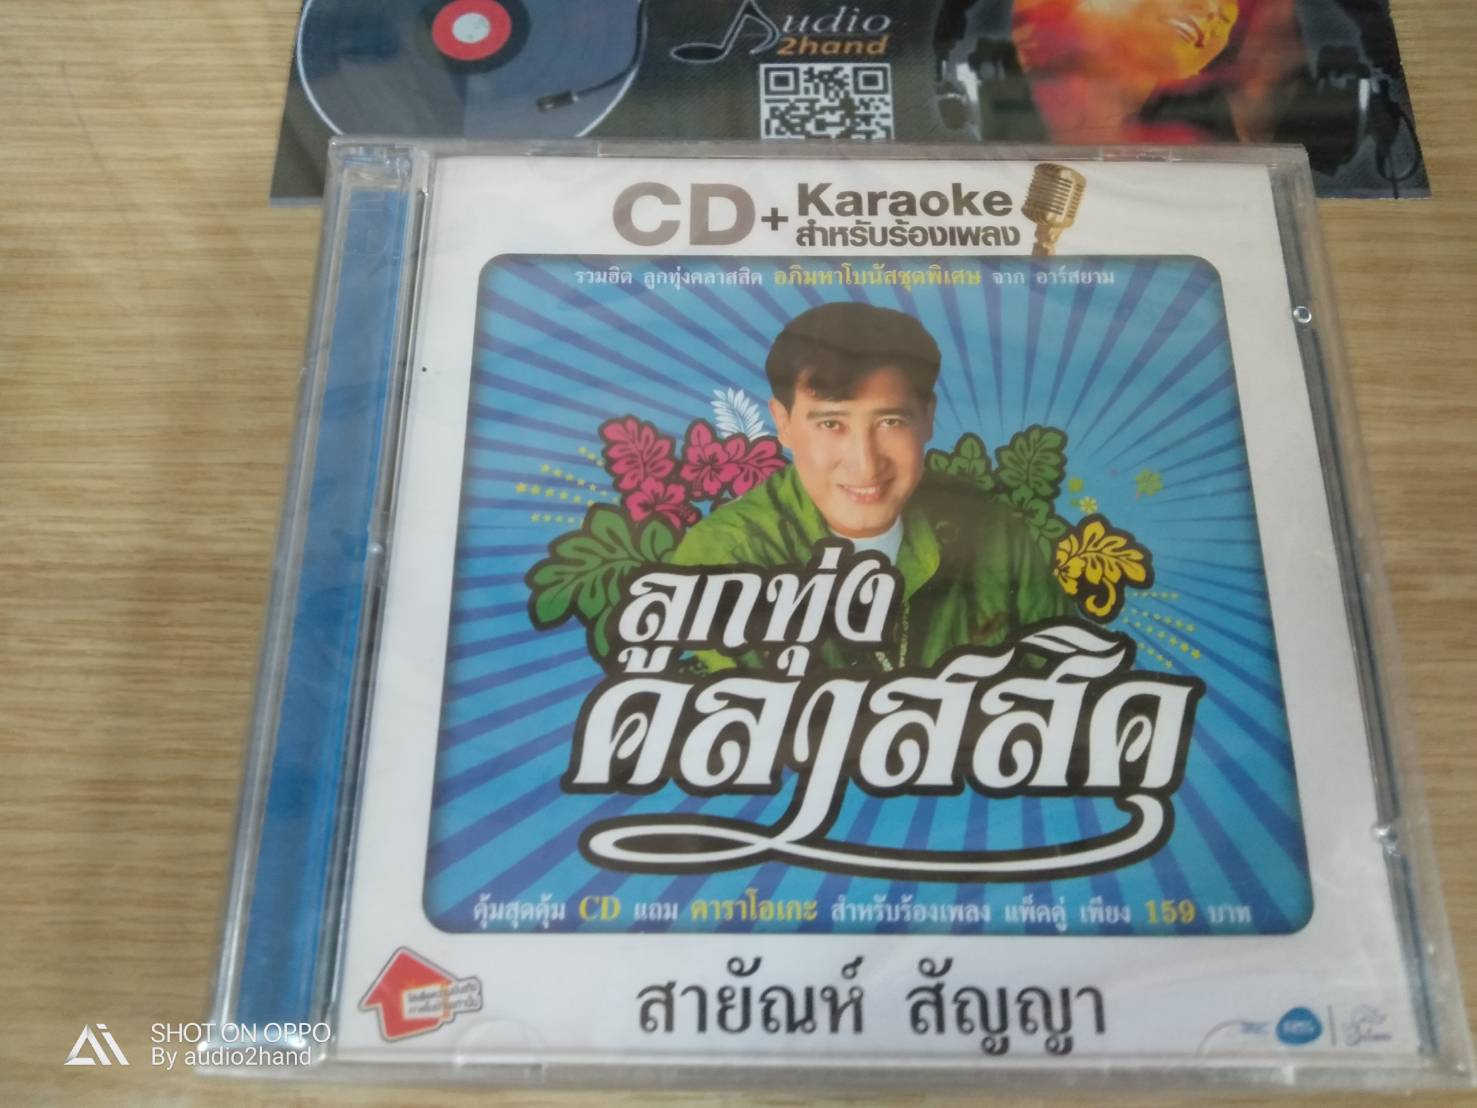 Audio
2hand
CD+ Karaoke
สำหรับร้องเพลง
รวมฮิต ลูกทุ่งคลาสสิค อภิมหาโบนัสชุดพิเศษ จาก อาร์สยาม
ลูกทุ่ง
คลาสสิค
คุ้มสุดคุ้ม CD แถม คาราโอเกะ สำหรับร้องเพลง แพ็คคู่ เพียง 159 บาท
สายัณห์ สัญญา
SHOT ON OPPO
By audio2hand